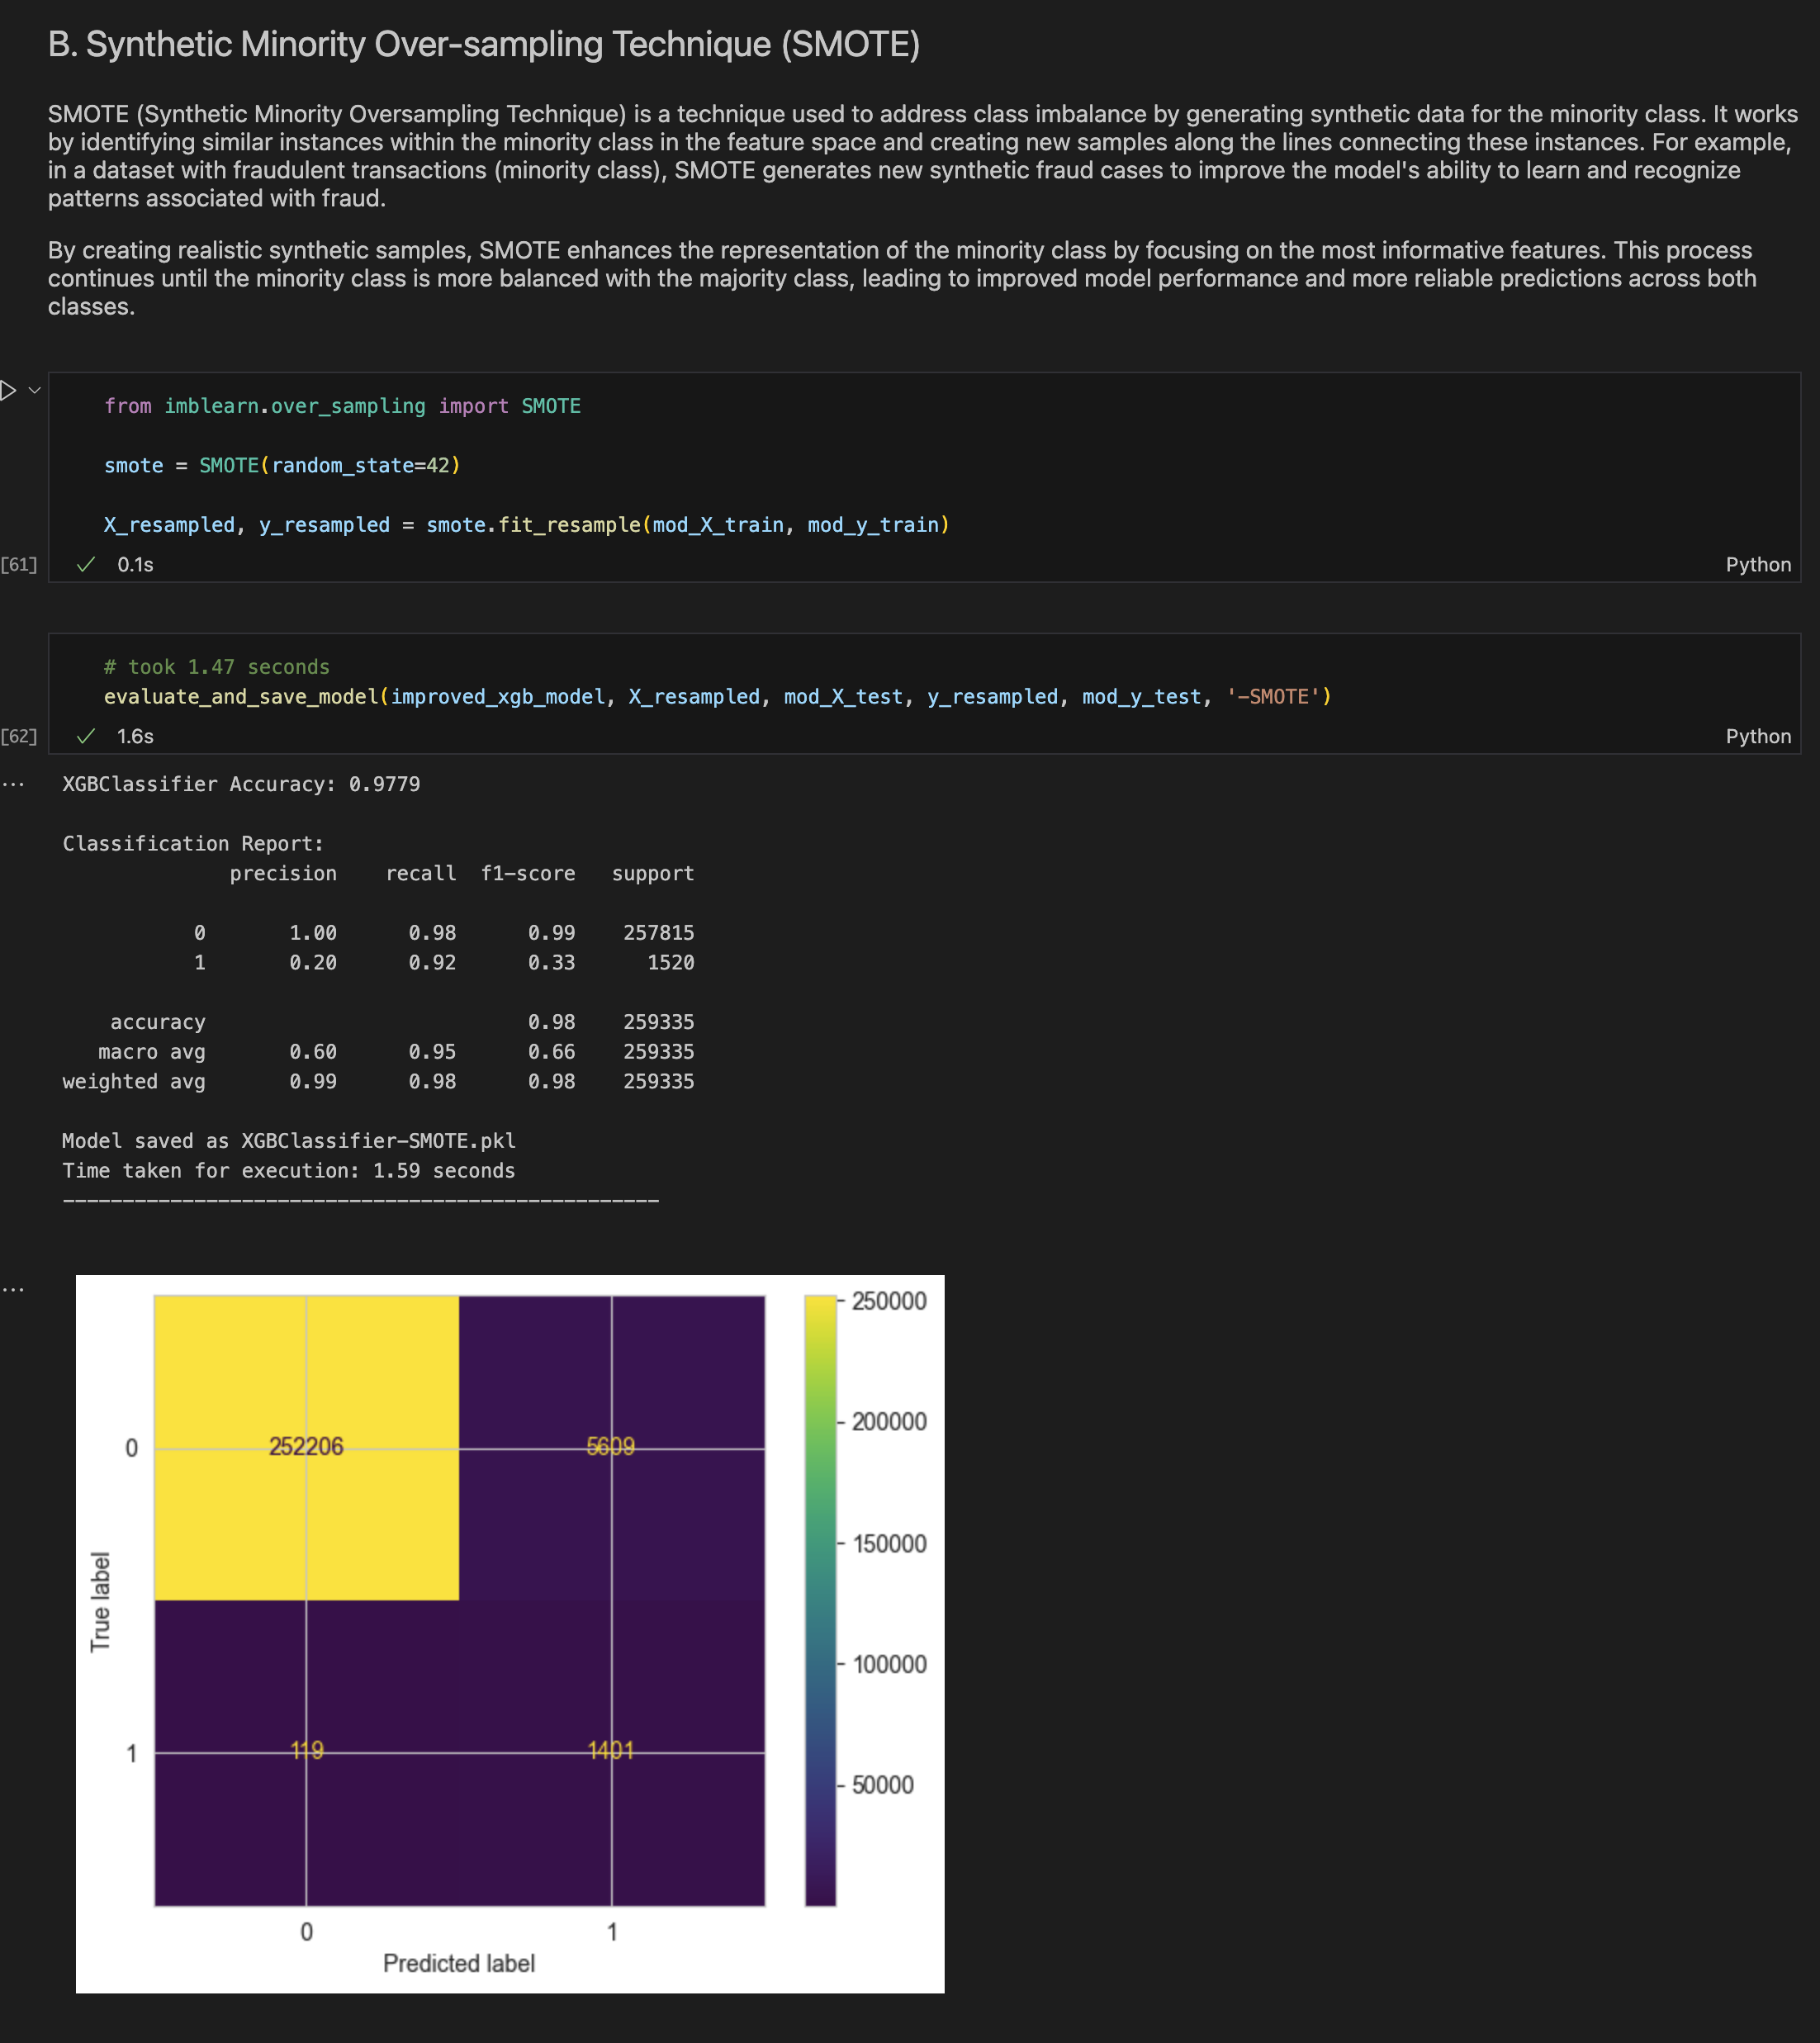 B. Synthetic Minority Over-sampling Technique (SMOTE)
SMOTE (Synthetic Minority Oversampling Technique) is a technique used to address class imbalance by generating synthetic data for the minority class. It works
by identifying similar instances within the minority class in the feature space and creating new samples along the lines connecting these instances. For example,
in a dataset with fraudulent transactions (minority class), SMOTE generates new synthetic fraud cases to improve the model's ability to learn and recognize
patterns associated with fraud.
By creating realistic synthetic samples, SMOTE enhances the representation of the minority class by focusing on the most informative features. This process
continues until the minority class is more balanced with the majority class, leading to improved model performance and more reliable predictions across both
classes.
from imblearn.over_sampling import SMOTE
smote = SMOTE(random_state=42)
X_resampled, y_resampled = smote.fit_resample(mod_X_train, mod_y_train)
[61] 0.1s Python
# took 1.47 seconds
evaluate_and_save_model(improved_xgb_model, X_resampled, mod_X_test, y_resampled, mod_y_test, '-SMOTE')
[62] 1.6s Python
... XGBClassifier Accuracy: 0.9779
Classification Report:
precision recall f1-score support
0 1.00 0.98 0.99 257815
1 0.20 0.92 0.33 1520
accuracy 0.98 259335
macro avg 0.60 0.95 0.66 259335
weighted avg 0.99 0.98 0.98 259335
Model saved as XGBClassifier-SMOTE.pkl
Time taken for execution: 1.59 seconds
--------------------------------------------------
...
250000
200000
0 252206 5609
150000
True label
100000
1 119 1401
50000
0 1
Predicted label